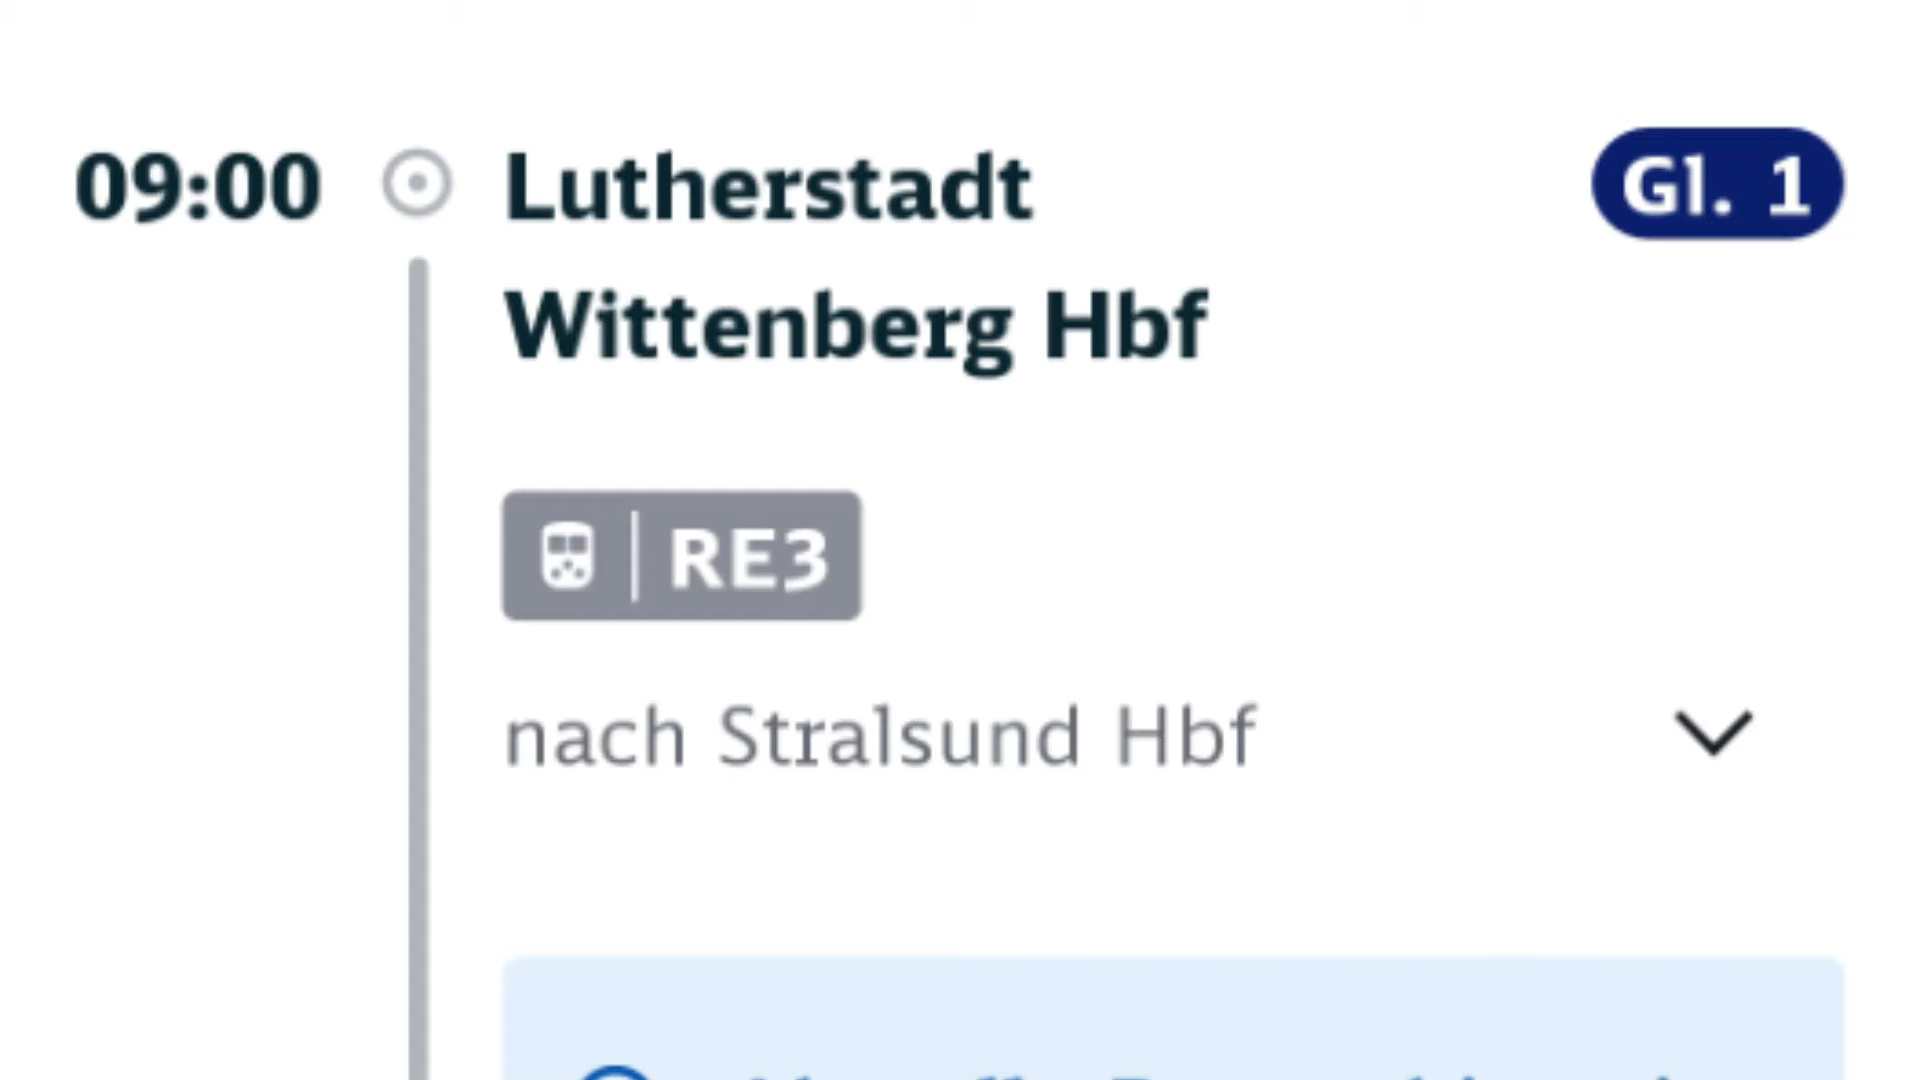 09:00 Lutherstadt Gl. 1
Wittenberg Hbf
RE3
nach Stralsund Hbf